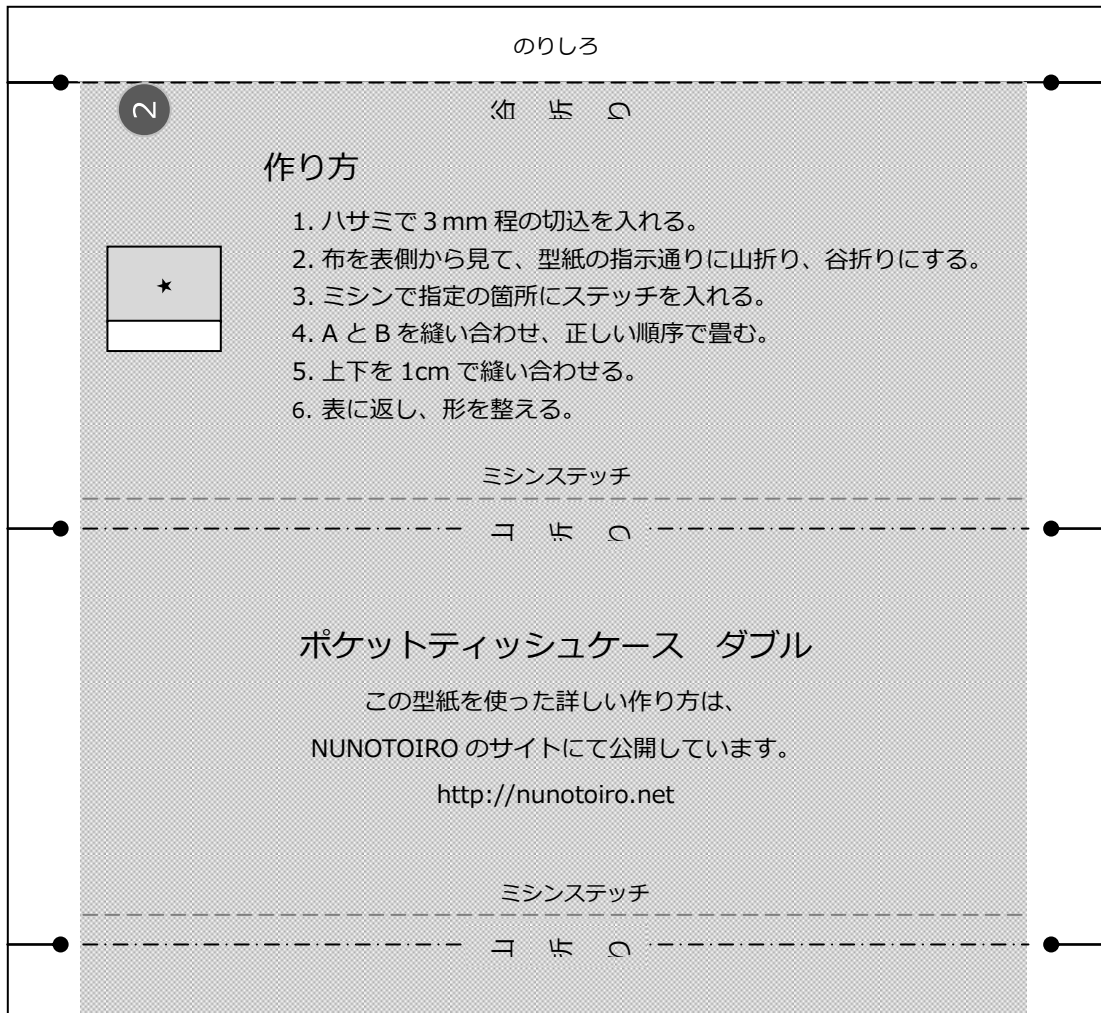 のりしろ
2
谷 折 り
作り方
1. ハサミで3mm 程の切込を入れる。
2. 布を表側から見て、型紙の指示通りに山折り、谷折りにする。
3. ミシンで指定の箇所にステッチを入れる。
4. A と B を縫い合わせ、正しい順序で畳む。
5. 上下を 1cm で縫い合わせる。
6. 表に返し、形を整える。
ミシンステッチ
山 折 り
ポケットティッシュケース　ダブル
この型紙を使った詳しい作り方は、
NUNOTOIRO のサイトにて公開しています。
http://nunotoiro.net
ミシンステッチ
山 折 り